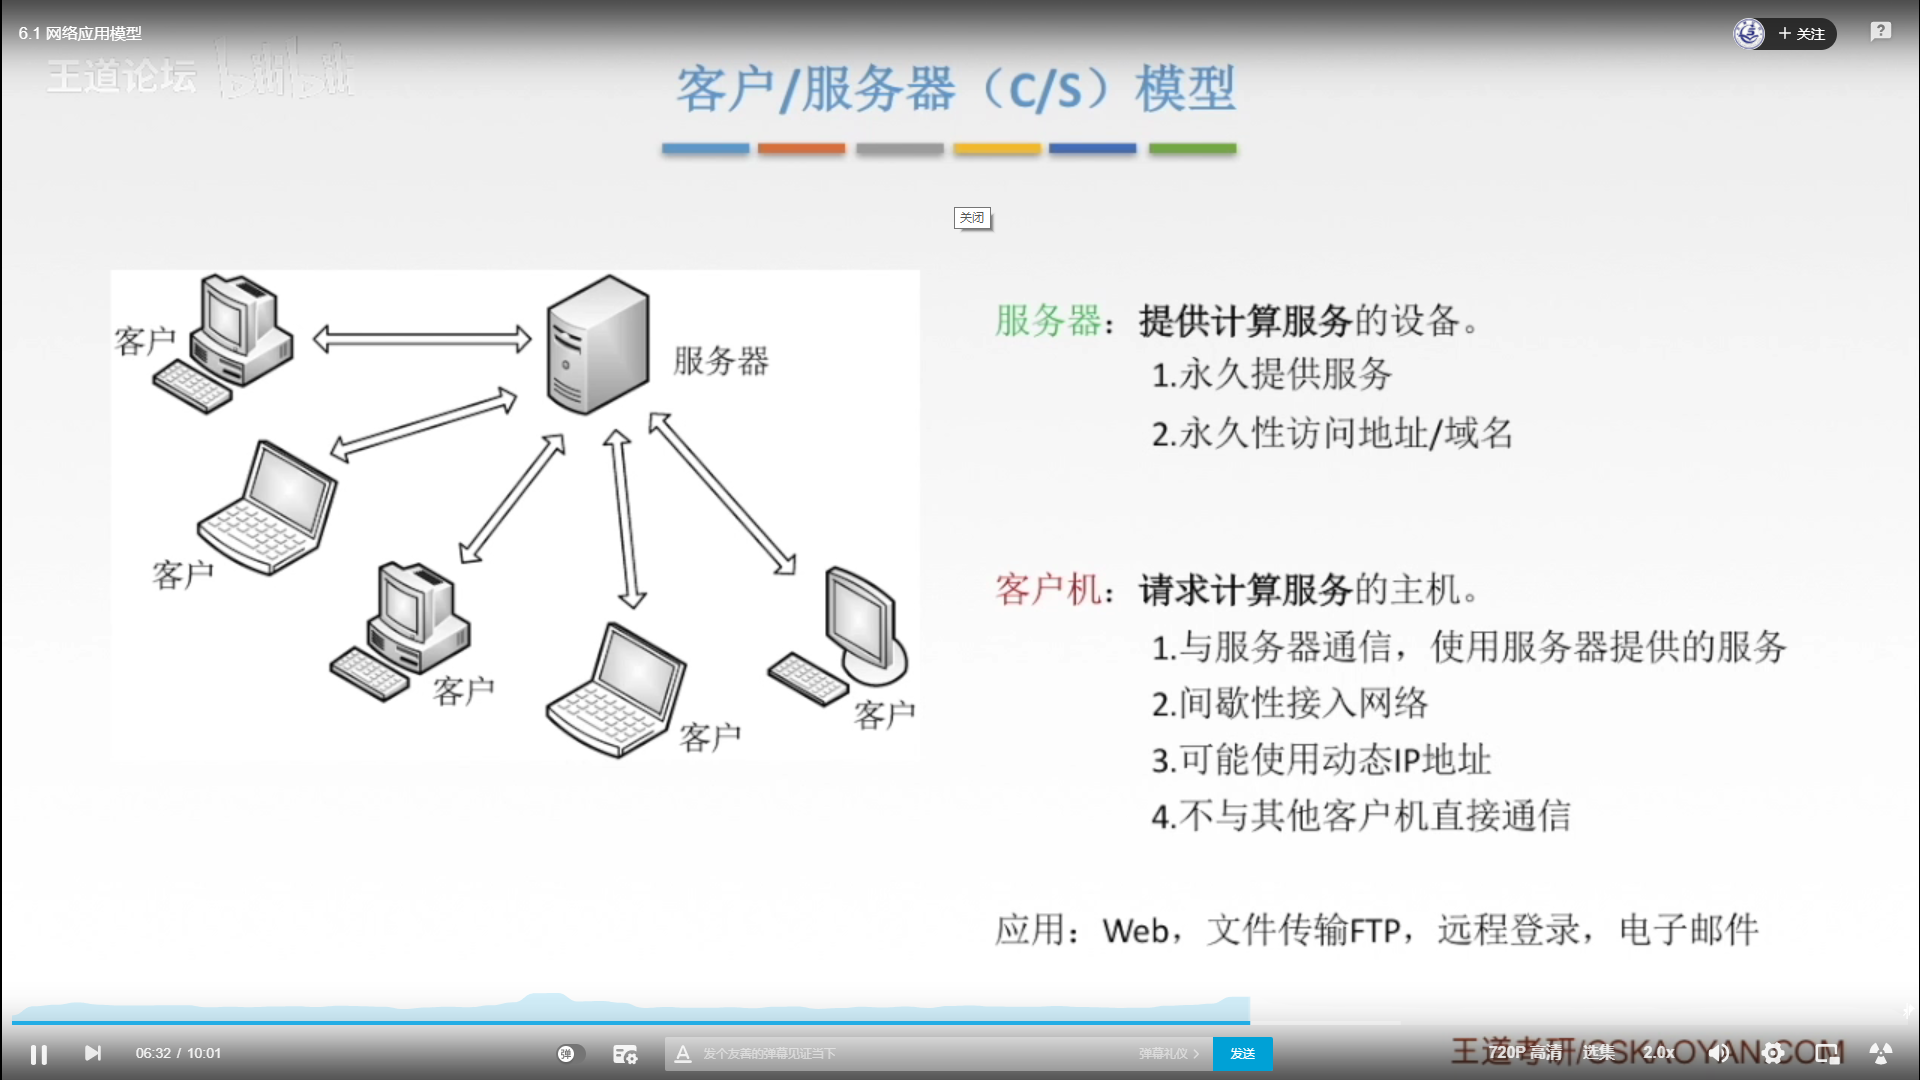 6.1 网络应用模型
关注
王道论坛 bilibili
客户/服务器（C/S）模型
关闭
客户
服务器
客户
客户
客户
客户
服务器：提供计算服务的设备。
1.永久提供服务
2.永久性访问地址/域名
客户机：请求计算服务的主机。
1.与服务器通信，使用服务器提供的服务
2.间歇性接入网络
3.可能使用动态IP地址
4.不与其他客户机直接通信
应用：Web，文件传输FTP，远程登录，电子邮件
06:32 / 10:01
弹
发个友善的弹幕见证当下
弹幕礼仪
发送
王道考研/CSKAOYAN.COM
720P 高清
选集
2.0x